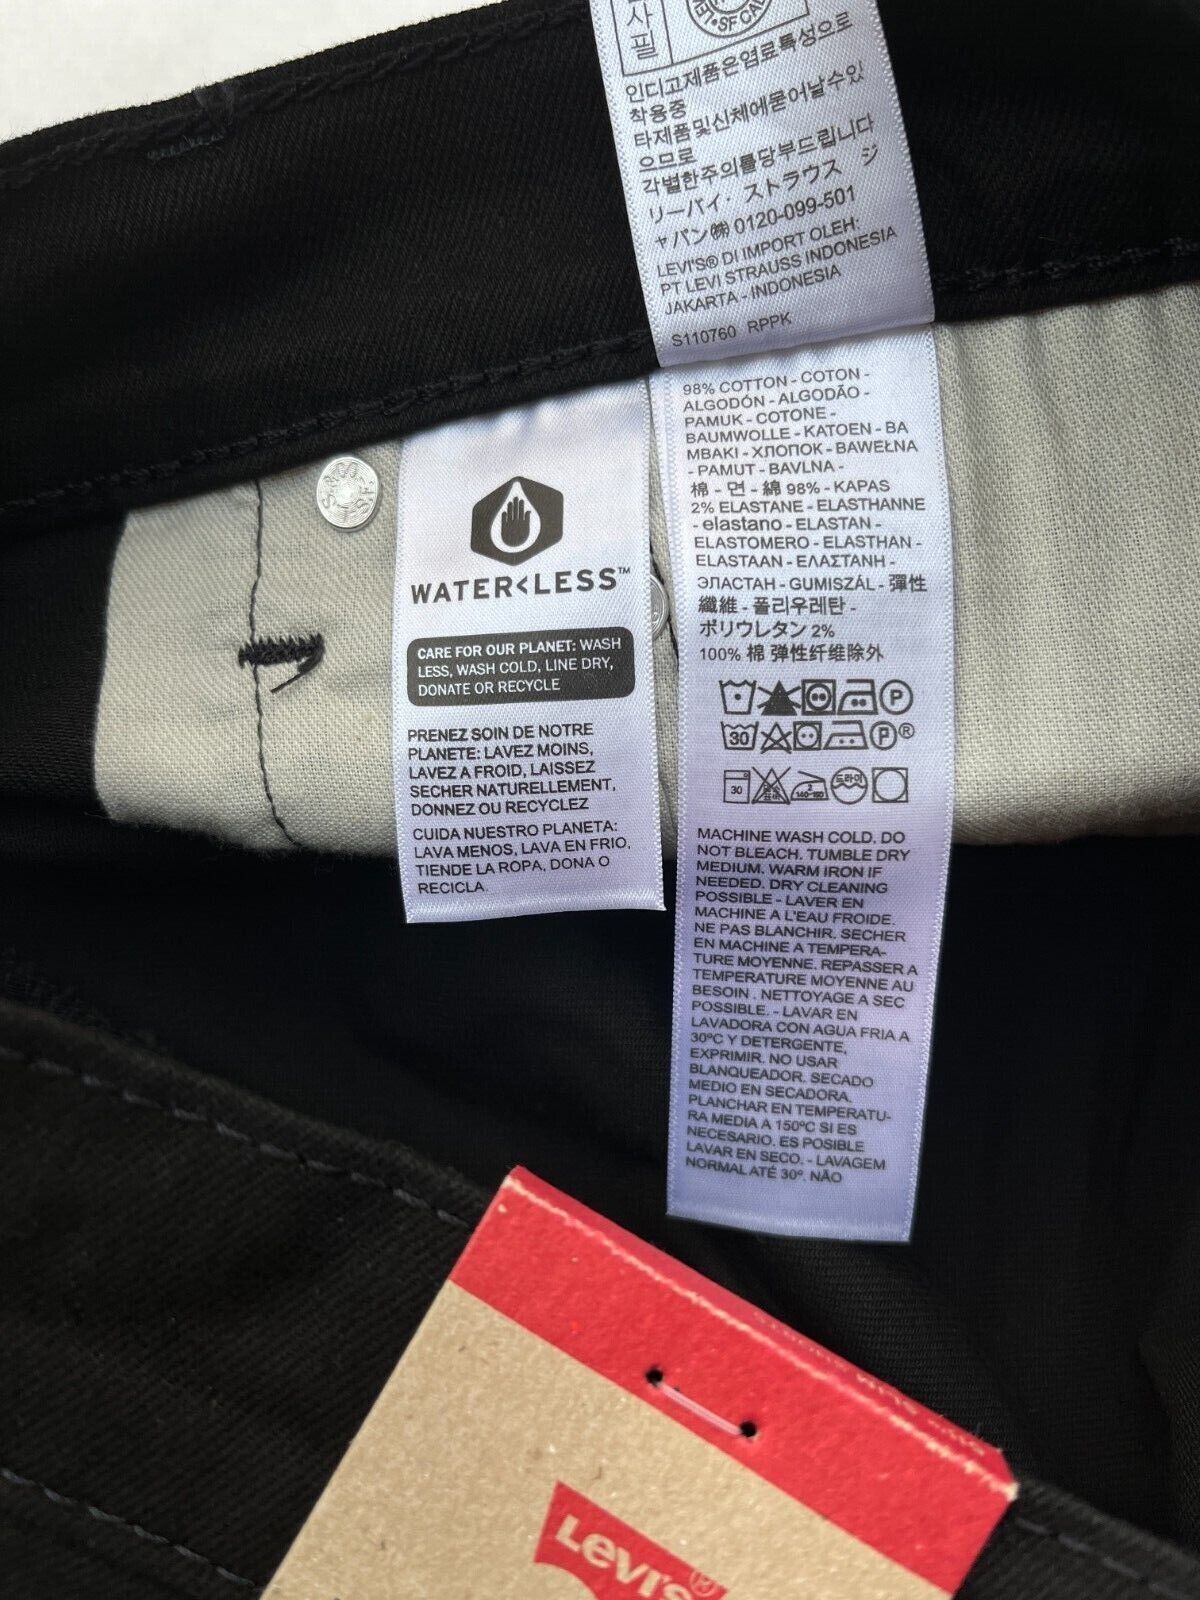 사
필
SF CAL
인디고제품은염료특성으로
착용중
타제품및신체에묻어날수있
으므로
각별한주의를당부드립니다
リーバイ・ストラウス ジ
ャパン㈱ 0120-099-501
LEVI'S® DI IMPORT OLEH:
PT LEVI STRAUSS INDONESIA
JAKARTA - INDONESIA
S110760 RPPK
98% COTTON - COTON -
ALGODÓN - ALGODÃO -
PAMUK - COTONE -
BAUMWOLLE - KATOEN - BA
MBAKI - ХЛОПОК - BAWEŁNA
- PAMUT - BAVLNA -
棉 - 면 - 綿 98% - KAPAS
2% ELASTANE - ELASTHANNE
- elastano - ELASTAN -
ELASTOMERO - ELASTHAN -
ELASTAAN - ΕΛΑΣΤΑΝΗ -
ЭЛАСТАН - GUMISZÁL - 彈性
纖維 - 폴리우레탄 -
ポリウレタン 2%
100% 棉 弹性纤维除外
P
30 P ®
30 140-160 드라이
MACHINE WASH COLD. DO
NOT BLEACH. TUMBLE DRY
MEDIUM. WARM IRON IF
NEEDED. DRY CLEANING
POSSIBLE - LAVER EN
MACHINE A L'EAU FROIDE.
NE PAS BLANCHIR. SECHER
EN MACHINE A TEMPERA-
TURE MOYENNE. REPASSER A
TEMPERATURE MOYENNE AU
BESOIN . NETTOYAGE A SEC
POSSIBLE. - LAVAR EN
LAVADORA CON AGUA FRIA A
30ºC Y DETERGENTE,
EXPRIMIR. NO USAR
BLANQUEADOR. SECADO
MEDIO EN SECADORA.
PLANCHAR EN TEMPERATU-
RA MEDIA A 150ºC SI ES
NECESARIO. ES POSIBLE
LAVAR EN SECO. - LAVAGEM
NORMAL ATÉ 30º. NÃO
WATER<LESS™
CARE FOR OUR PLANET: WASH
LESS, WASH COLD, LINE DRY,
DONATE OR RECYCLE
PRENEZ SOIN DE NOTRE
PLANETE: LAVEZ MOINS,
LAVEZ A FROID, LAISSEZ
SECHER NATURELLEMENT,
DONNEZ OU RECYCLEZ
CUIDA NUESTRO PLANETA:
LAVA MENOS, LAVA EN FRIO,
TIENDE LA ROPA, DONA O
RECICLA.
Levi's®